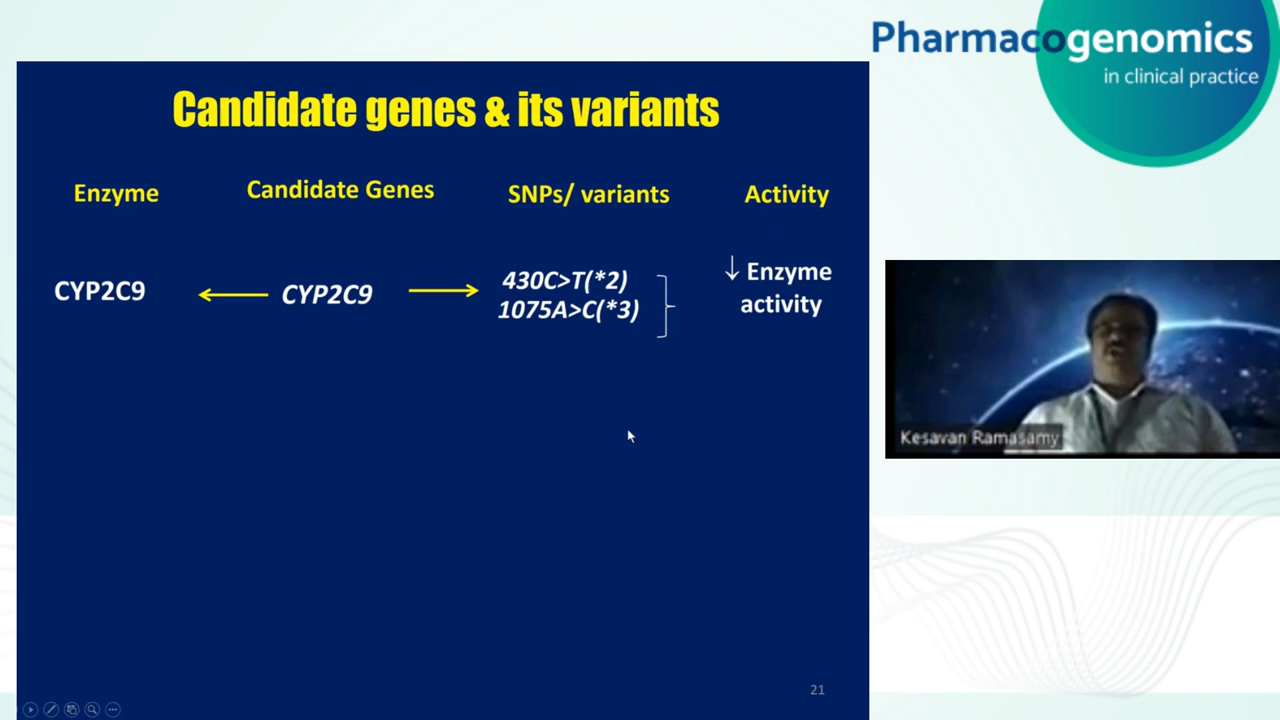 Pharmacogenomics
in clinical practice
Candidate genes & its variants
Enzyme Candidate Genes SNPs/ variants Activity
CYP2C9 CYP2C9 430C>T(*2) ↓ Enzyme
1075A>C(*3) activity
Kesavan Ramasamy
21